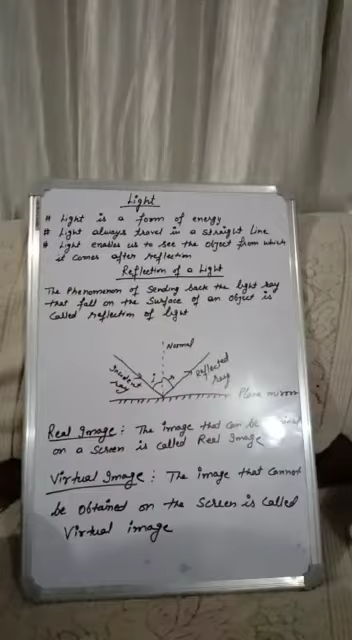 Light
# Light is a form of energy
# Light always travel in a straight line
# Light enables us to see the object from which
it comes after reflection
Reflection of a Light
The Phenomenon of Sending back the light ray
that fall on the surface of an object is
called reflection of light
Normal
Incident
ray
i
r
Reflected
ray
Plane mirror
Real Image : The image that can be
on a screen is called Real Image
Virtual Image : The image that cannot
be obtained on the screen is called
Virtual image